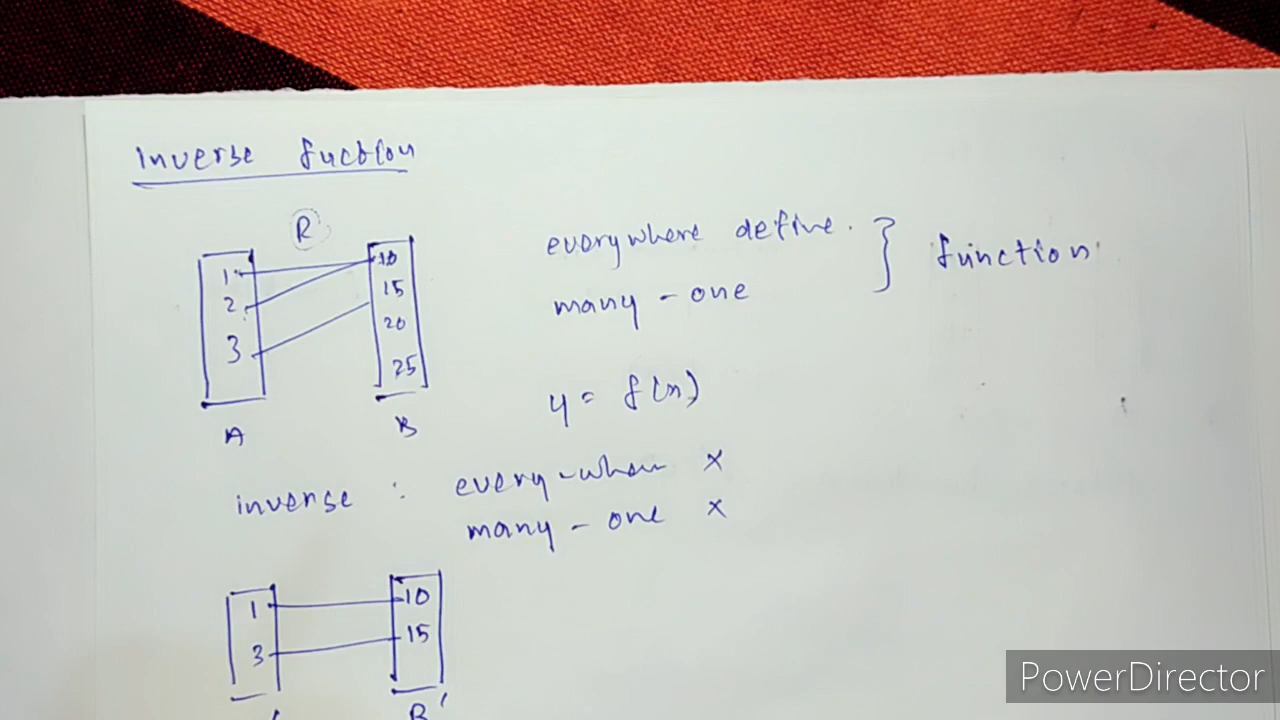 Inverse fuction
R
everywhere define.
many - one
} function
1 10
2 15
3 20
25
A B
y = f(x)
inverse : every-wher x
many - one x
1 10
3 15
B'
PowerDirector